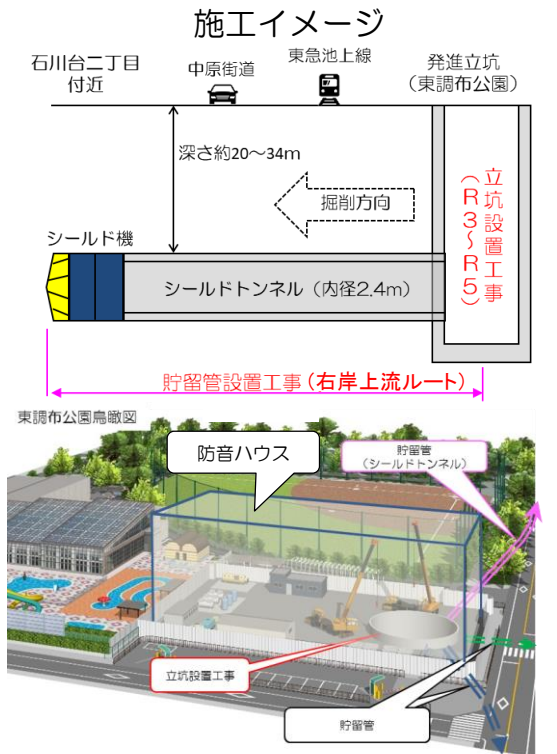 施工イメージ
石川台二丁目
付近
中原街道
東急池上線
発進立坑
(東調布公園)
深さ約20～34m
掘削方向
立坑設置工事
(R3～R5)
シールド機
シールドトンネル(内径2.4m)
貯留管設置工事(右岸上流ルート)
東調布公園鳥瞰図
防音ハウス
貯留管
(シールドトンネル)
立坑設置工事
貯留管